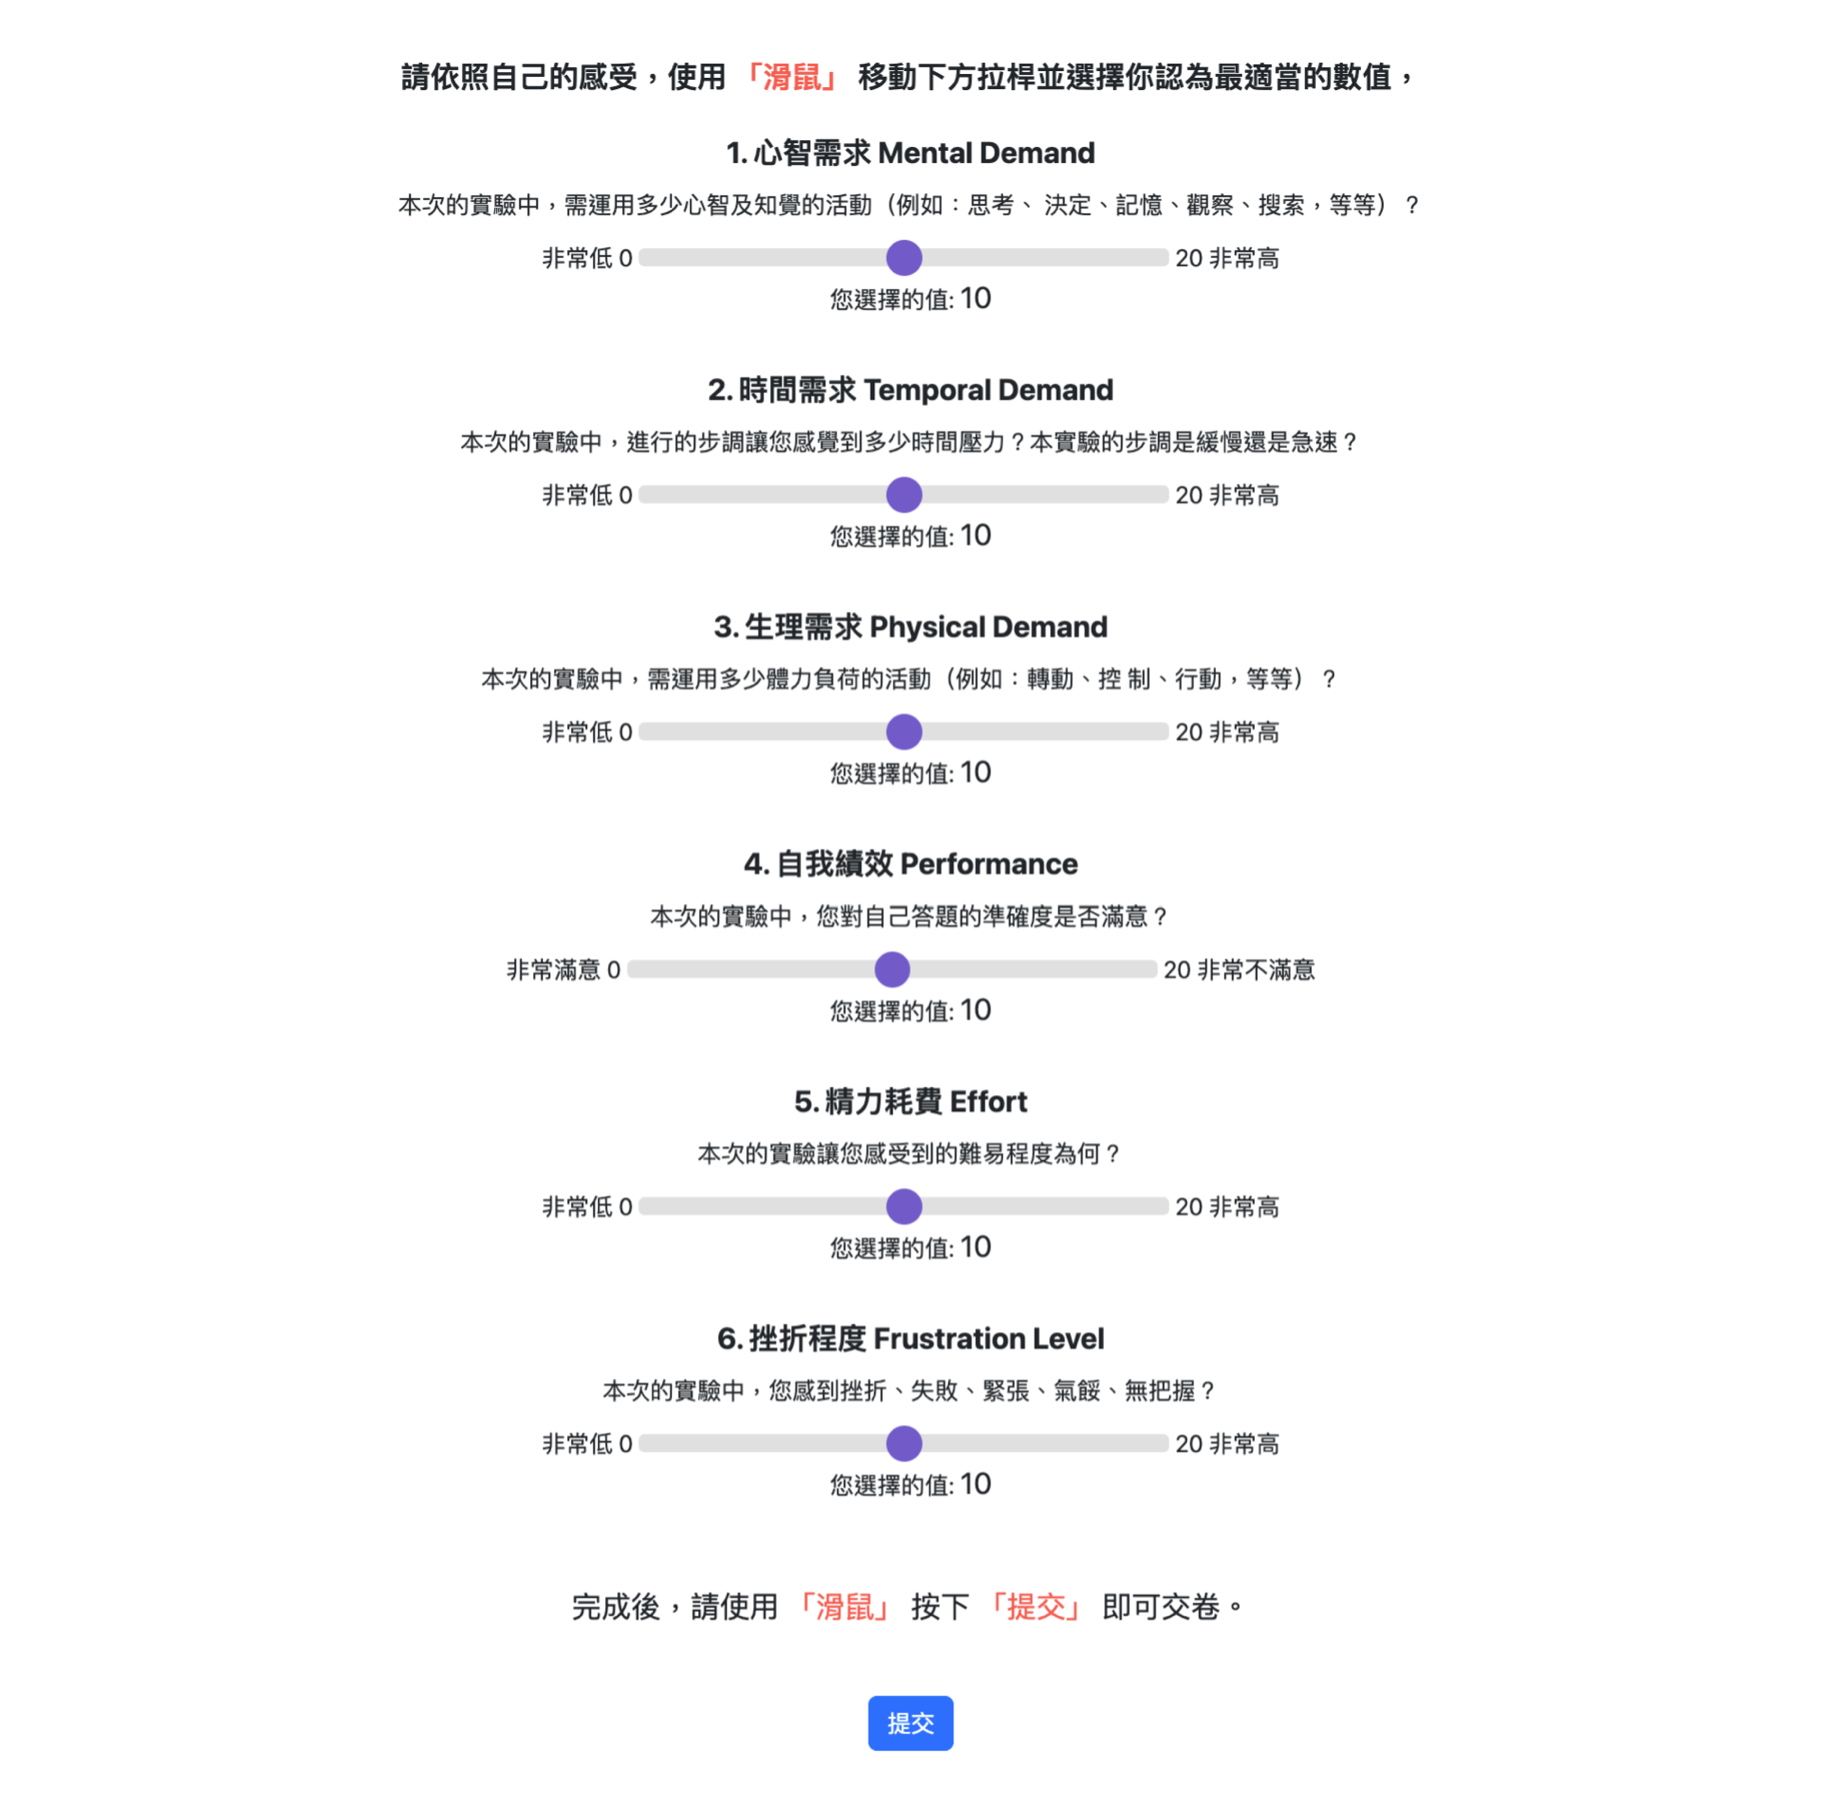 請依照自己的感受，使用 「滑鼠」 移動下方拉桿並選擇你認為最適當的數值，
1. 心智需求 Mental Demand
本次的實驗中，需運用多少心智及知覺的活動（例如：思考、 決定、記憶、觀察、搜索，等等）？
非常低 0 20 非常高
您選擇的值: 10
2. 時間需求 Temporal Demand
本次的實驗中，進行的步調讓您感覺到多少時間壓力？本實驗的步調是緩慢還是急速？
非常低 0 20 非常高
您選擇的值: 10
3. 生理需求 Physical Demand
本次的實驗中，需運用多少體力負荷的活動（例如：轉動、控 制、行動，等等）？
非常低 0 20 非常高
您選擇的值: 10
4. 自我績效 Performance
本次的實驗中，您對自己答題的準確度是否滿意？
非常滿意 0 20 非常不滿意
您選擇的值: 10
5. 精力耗費 Effort
本次的實驗讓您感受到的難易程度為何？
非常低 0 20 非常高
您選擇的值: 10
6. 挫折程度 Frustration Level
本次的實驗中，您感到挫折、失敗、緊張、氣餒、無把握？
非常低 0 20 非常高
您選擇的值: 10
完成後，請使用 「滑鼠」 按下 「提交」 即可交卷。
提交